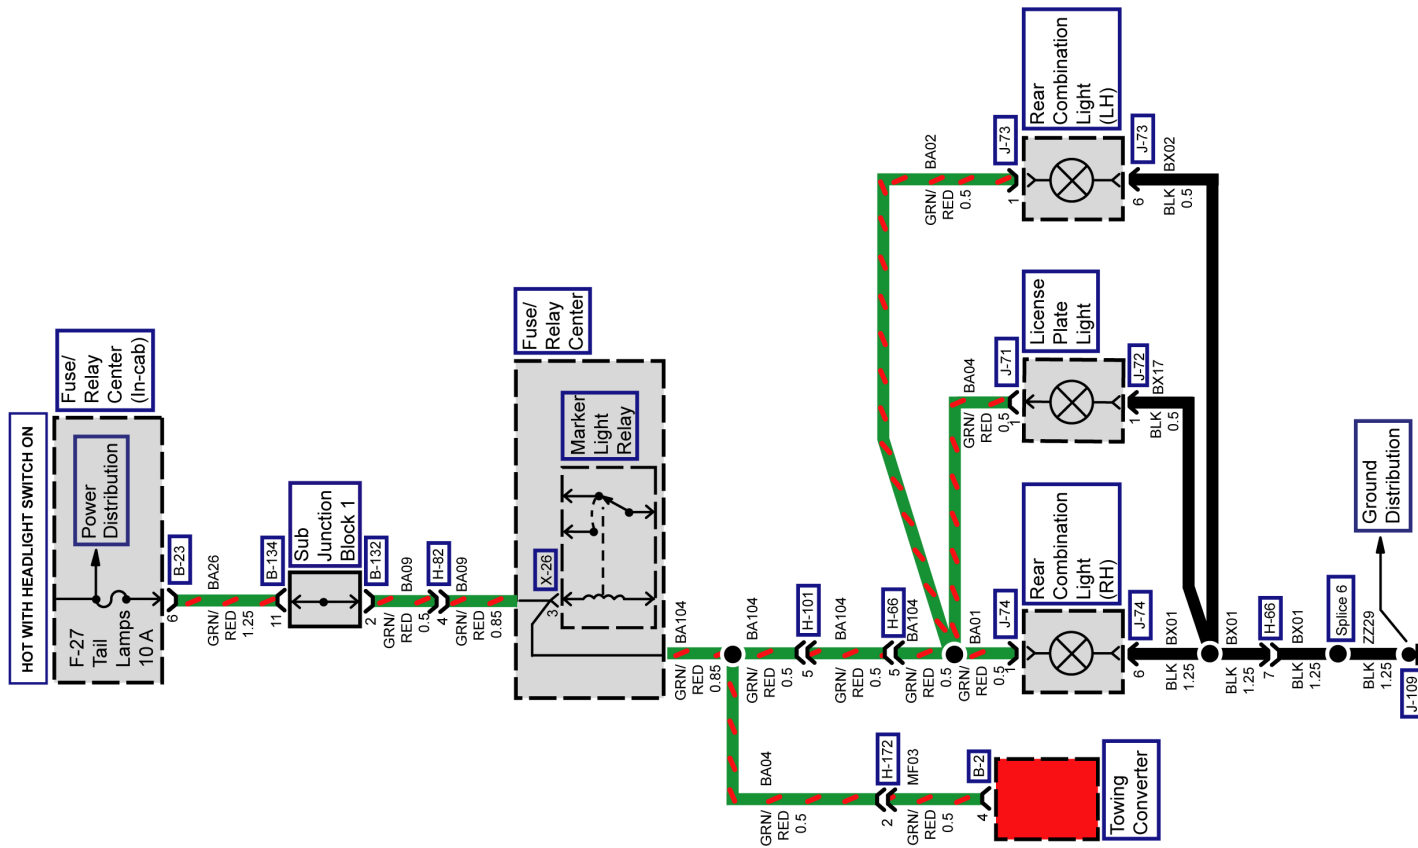 HOT WITH HEADLIGHT SWITCH ON
Fuse/
Relay
Center
(In-cab)
Power
Distribution
F-27
Tail
Lamps
10 A
B-23
6
BA26
GRN/
RED
1.25
B-134
11
Sub
Junction
Block 1
B-132
2
BA09
GRN/
RED
0.5
H-82
4
BA09
GRN/
RED
0.85
Fuse/
Relay
Center
X-26
3
Marker
Light
Relay
BA104
GRN/
RED
0.85
BA104
GRN/
RED
0.5
H-101
5
BA104
GRN/
RED
0.5
H-66
5
BA104
GRN/
RED
0.5
BA01
GRN/
RED
0.5
J-74
1
Rear
Combination
Light
(RH)
J-74
6
BX01
BLK
1.25
BX01
BLK
1.25
H-66
7
BX01
BLK
1.25
Splice 6
ZZ29
BLK
1.25
J-109
Ground
Distribution
BA04
GRN/
RED
0.5
H-172
2
MF03
GRN/
RED
0.5
B-2
4
Towing
Converter
BA04
GRN/
RED
0.5
J-71
1
License
Plate
Light
J-72
1
BX17
BLK
0.5
BA02
GRN/
RED
0.5
J-73
1
Rear
Combination
Light
(LH)
J-73
6
BX02
BLK
0.5